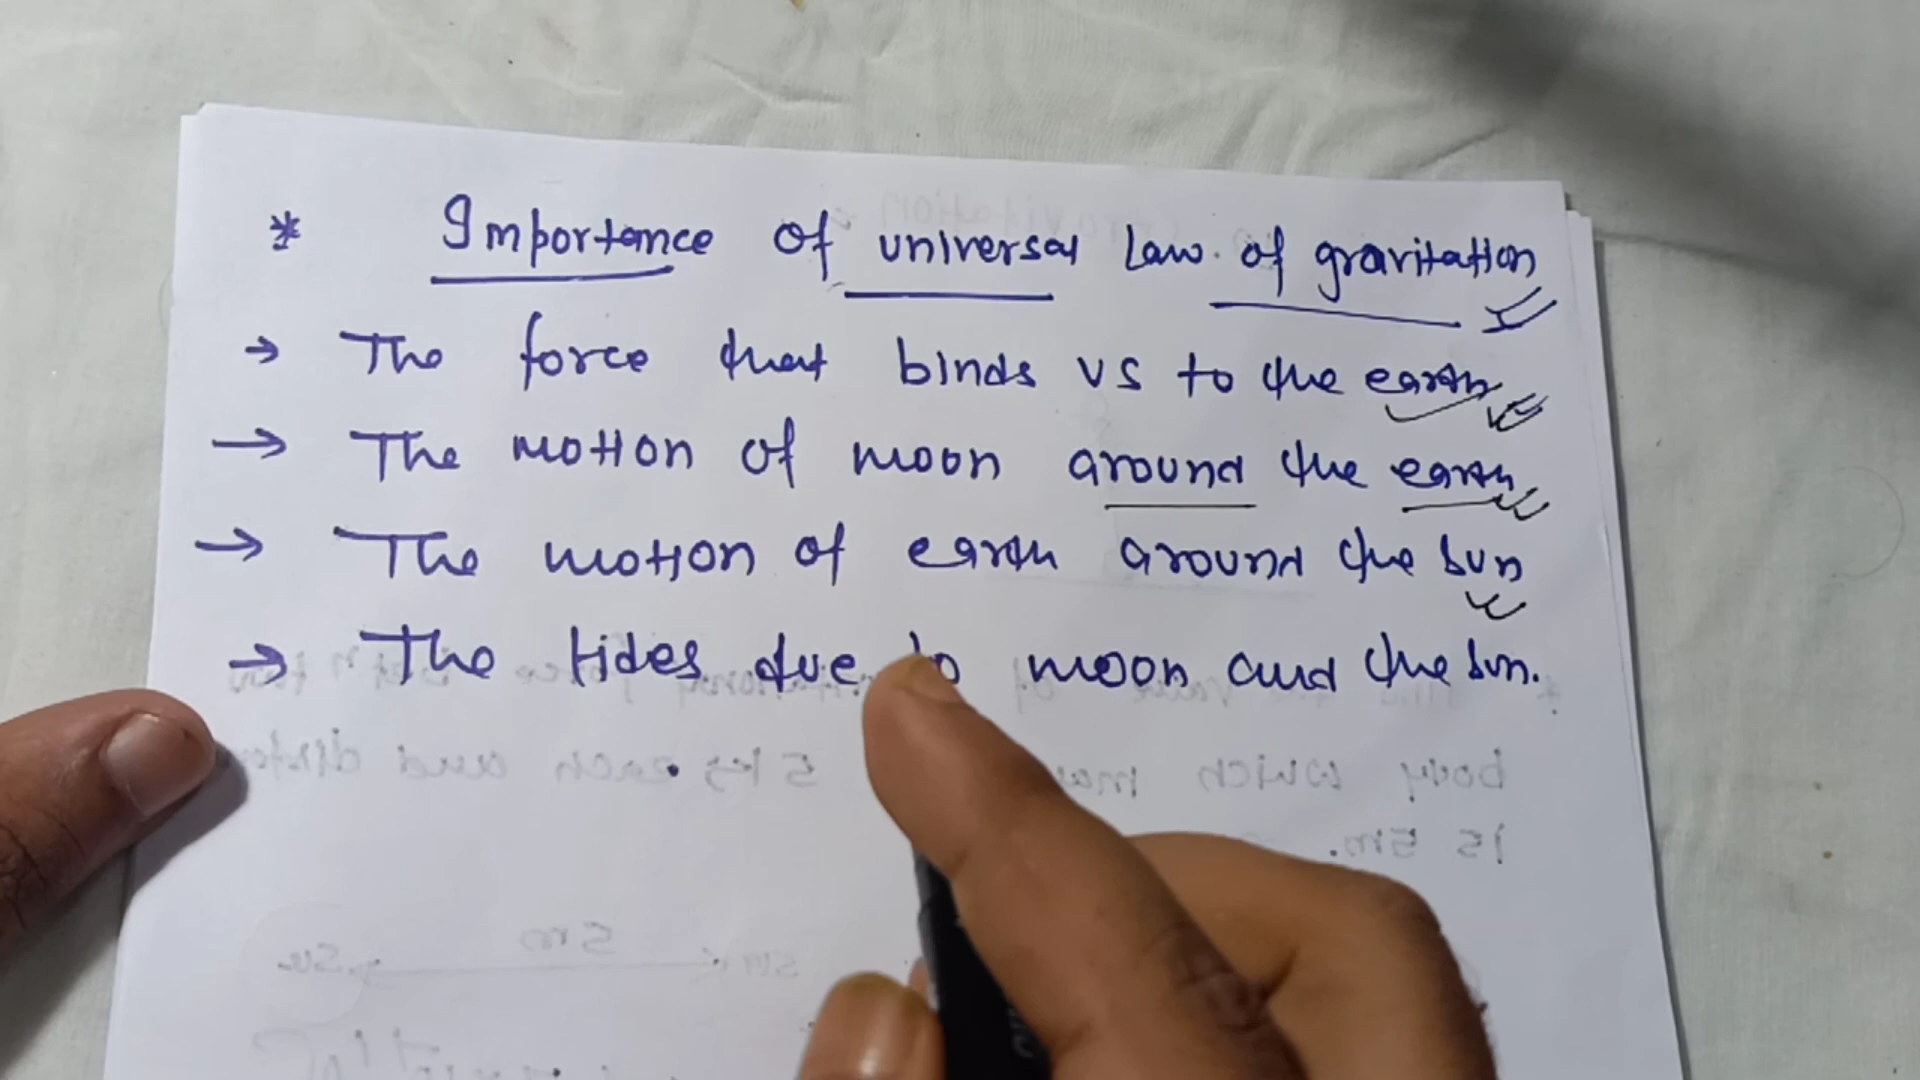 * Importance of universal law of gravitation
→ The force that binds us to the earth
→ The motion of moon around the earth
→ The motion of earth around the sun
→ The tides due to moon and the sun.